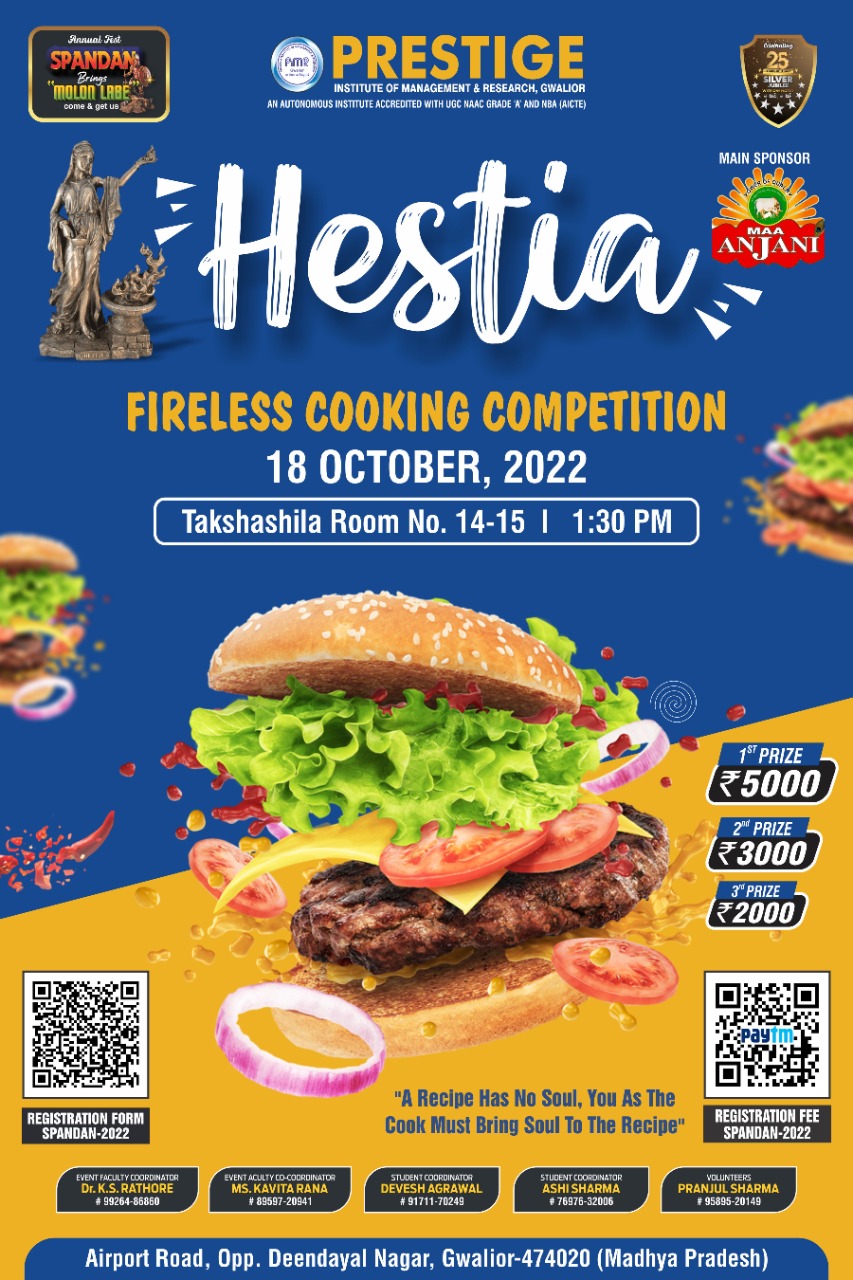 Annual Fest
SPANDAN
Brings
"MOLON LABE"
come & get us
PRESTIGE
INSTITUTE OF MANAGEMENT & RESEARCH, GWALIOR
AN AUTONOMOUS INSTITUTE ACCREDITED WITH UGC NAAC GRADE 'A' AND NBA (AICTE)
Celebrating
25
SILVER
JUBILEE
MAIN SPONSOR
MAA
ANJANI
Hestia
FIRELESS COOKING COMPETITION
18 OCTOBER, 2022
Takshashila Room No. 14-15 | 1:30 PM
1ST PRIZE
₹5000
2nd PRIZE
₹3000
3rd PRIZE
₹2000
paytm
REGISTRATION FORM
SPANDAN-2022
"A Recipe Has No Soul, You As The
Cook Must Bring Soul To The Recipe"
REGISTRATION FEE
SPANDAN-2022
EVENT FACULTY COORDINATOR
Dr. K.S. RATHORE
# 99264-86860
EVENT ACULTY CO-COORDINATOR
MS. KAVITA RANA
# 89597-20941
STUDENT COORDINATOR
DEVESH AGRAWAL
# 91711-70249
STUDENT COORDINATOR
ASHI SHARMA
# 76976-32006
VOLUNTEERS
PRANJUL SHARMA
# 95895-20149
Airport Road, Opp. Deendayal Nagar, Gwalior-474020 (Madhya Pradesh)